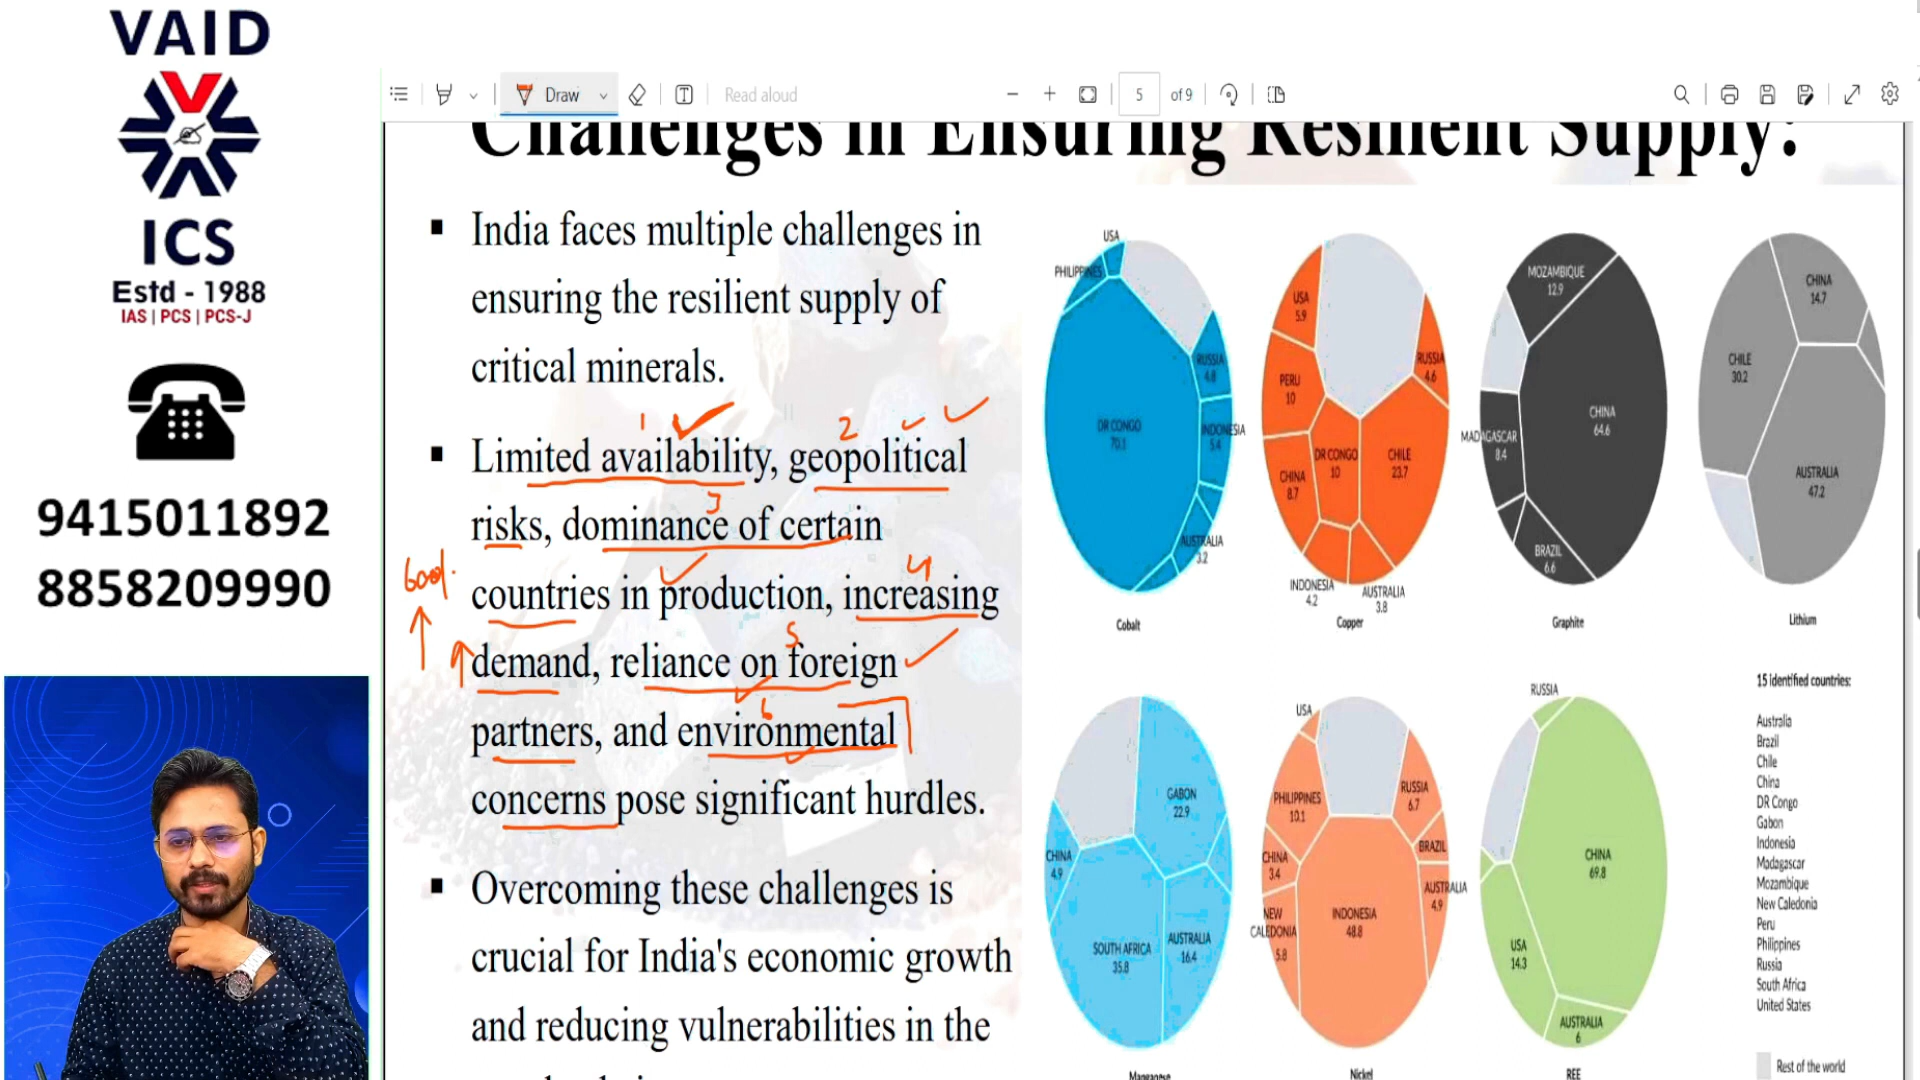 VAID
ICS
Estd - 1988
IAS | PCS | PCS-J
9415011892
8858209990
Draw
Read aloud
5 of 9
Challenges in Ensuring Resilient Supply:
▪ India faces multiple challenges in
ensuring the resilient supply of
critical minerals.
1 2
▪ Limited availability, geopolitical
3
risks, dominance of certain
4
countries in production, increasing
5
demand, reliance on foreign
6
partners, and environmental
concerns pose significant hurdles.
▪ Overcoming these challenges is
crucial for India's economic growth
and reducing vulnerabilities in the
USA
PHILIPPINES
RUSSIA
4.8
DR CONGO
70.1
INDONESIA
5.4
AUSTRALIA
3.2
Cobalt
USA
5.9
RUSSIA
4.6
PERU
10
DR CONGO
10
CHILE
23.7
CHINA
8.7
INDONESIA
4.2
AUSTRALIA
3.8
Copper
MOZAMBIQUE
12.9
CHINA
64.6
MADAGASCAR
8.4
BRAZIL
6.6
Graphite
CHINA
14.7
CHILE
30.2
AUSTRALIA
47.2
Lithium
GABON
22.9
CHINA
4.9
SOUTH AFRICA
35.8
AUSTRALIA
16.4
Manganese
USA
PHILIPPINES
10.1
RUSSIA
6.7
BRAZIL
CHINA
3.4
AUSTRALIA
4.9
NEW
CALEDONIA
5.8
INDONESIA
48.8
Nickel
RUSSIA
CHINA
69.8
USA
14.3
AUSTRALIA
6
REE
15 identified countries:
Australia
Brazil
Chile
China
DR Congo
Gabon
Indonesia
Madagascar
Mozambique
New Caledonia
Peru
Philippines
Russia
South Africa
United States
Rest of the world